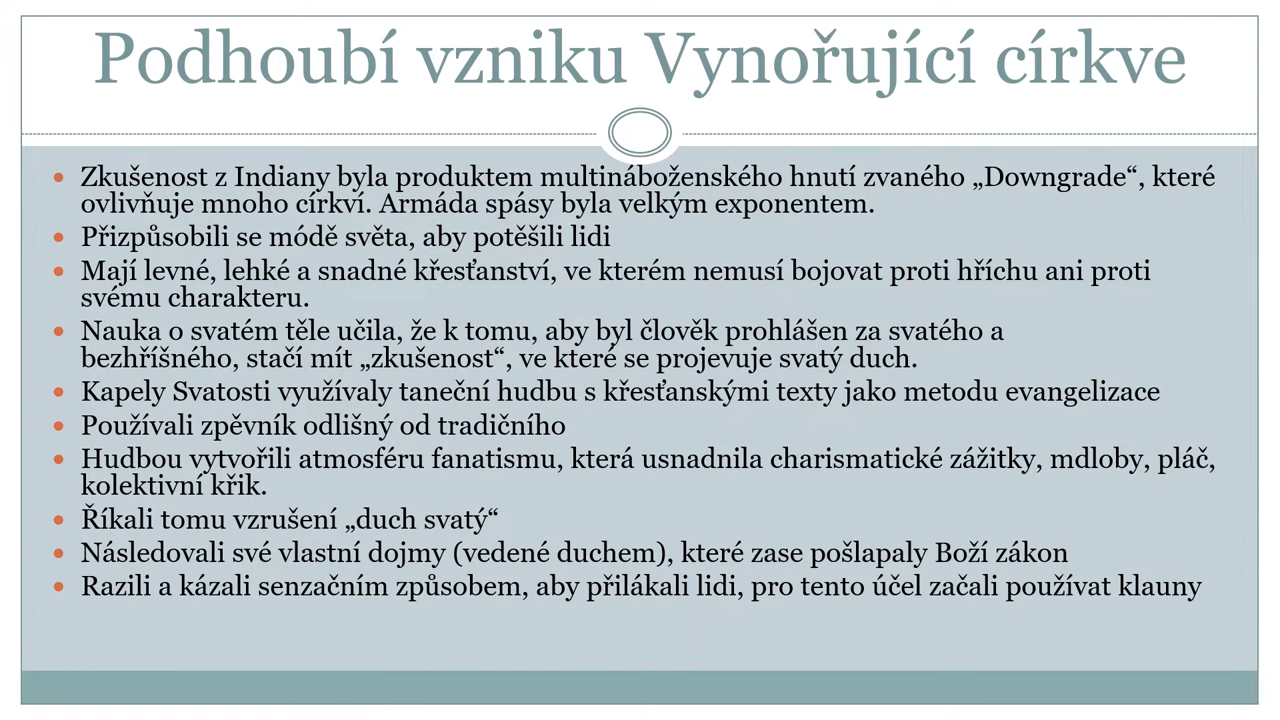 Podhoubí vzniku Vynořující církve
• Zkušenost z Indiany byla produktem multináboženského hnutí zvaného „Downgrade“, které
ovlivňuje mnoho církví. Armáda spásy byla velkým exponentem.
• Přizpůsobili se módě světa, aby potěšili lidi
• Mají levné, lehké a snadné křesťanství, ve kterém nemusí bojovat proti hříchu ani proti
svému charakteru.
• Nauka o svatém těle učila, že k tomu, aby byl člověk prohlášen za svatého a
bezhříšného, stačí mít „zkušenost“, ve které se projevuje svatý duch.
• Kapely Svatosti využívaly taneční hudbu s křesťanskými texty jako metodu evangelizace
• Používali zpěvník odlišný od tradičního
• Hudbou vytvořili atmosféru fanatismu, která usnadnila charismatické zážitky, mdloby, pláč,
kolektivní křik.
• Říkali tomu vzrušení „duch svatý“
• Následovali své vlastní dojmy (vedené duchem), které zase pošlapaly Boží zákon
• Razili a kázali senzačním způsobem, aby přilákali lidi, pro tento účel začali používat klauny